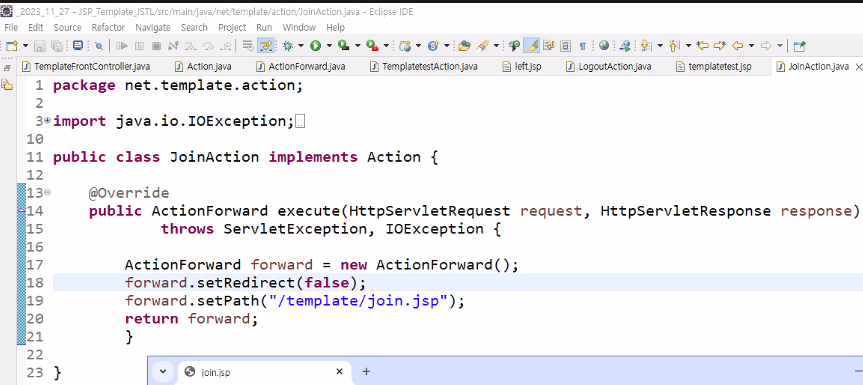 _2023_11_27 - JSP_Template_JSTL/src/main/java/net/template/action/JoinAction.java - Eclipse IDE
File Edit Source Refactor Navigate Search Project Run Window Help
TemplateFrontController.java Action.java ActionForward.java TemplatetestAction.java left.jsp LogoutAction.java templatetest.jsp JoinAction.java
1 package net.template.action;
2
3 import java.io.IOException;
10
11 public class JoinAction implements Action {
12
13 @Override
14 public ActionForward execute(HttpServletRequest request, HttpServletResponse response)
15 throws ServletException, IOException {
16
17 ActionForward forward = new ActionForward();
18 forward.setRedirect(false);
19 forward.setPath("/template/join.jsp");
20 return forward;
21 }
22
23 }
join.jsp